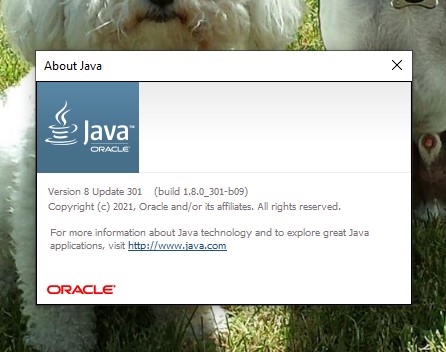 About Java
Java™
ORACLE
Version 8 Update 301 (build 1.8.0_301-b09)
Copyright (c) 2021, Oracle and/or its affiliates. All rights reserved.
For more information about Java technology and to explore great Java
applications, visit http://www.java.com
ORACLE®